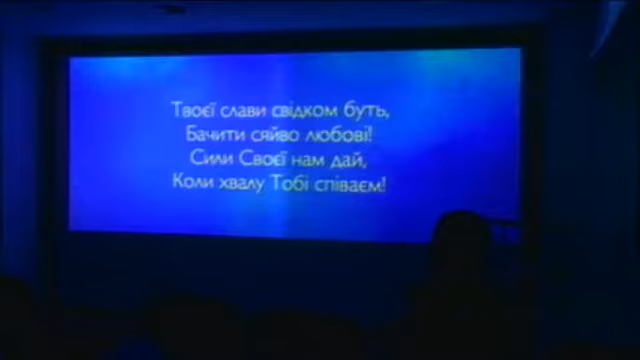 Твоєї слави свідком буть,
Бачити сяйво любові!
Сили Своєї нам дай,
Коли хвалу Тобі співаєм!